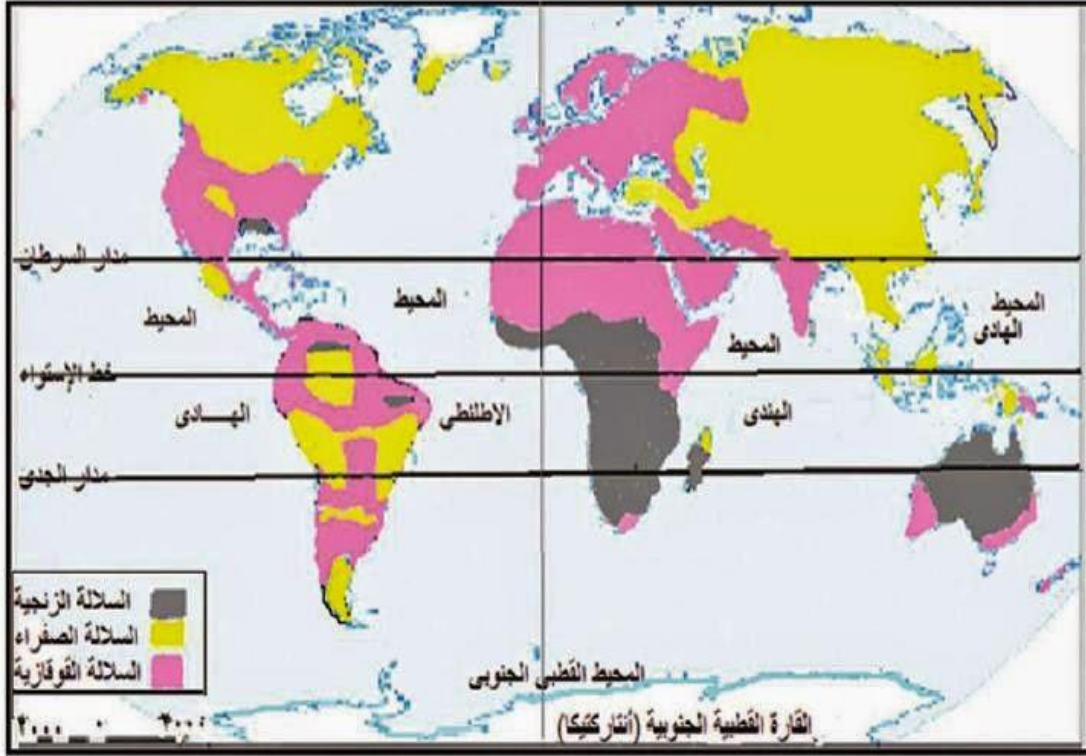 مدار السرطان
المحيط
المحيط
المحيط
المحيط
الهادى
خط الإستواء
الهـــادى
الاطلنطى
الهندى
مدار الجدى
السلالة الزنجية
السلالة الصفراء
السلالة القوقازية
المحيط القطبى الجنوبى
القارة القطبية الجنوبية (أنتاركتيكا)